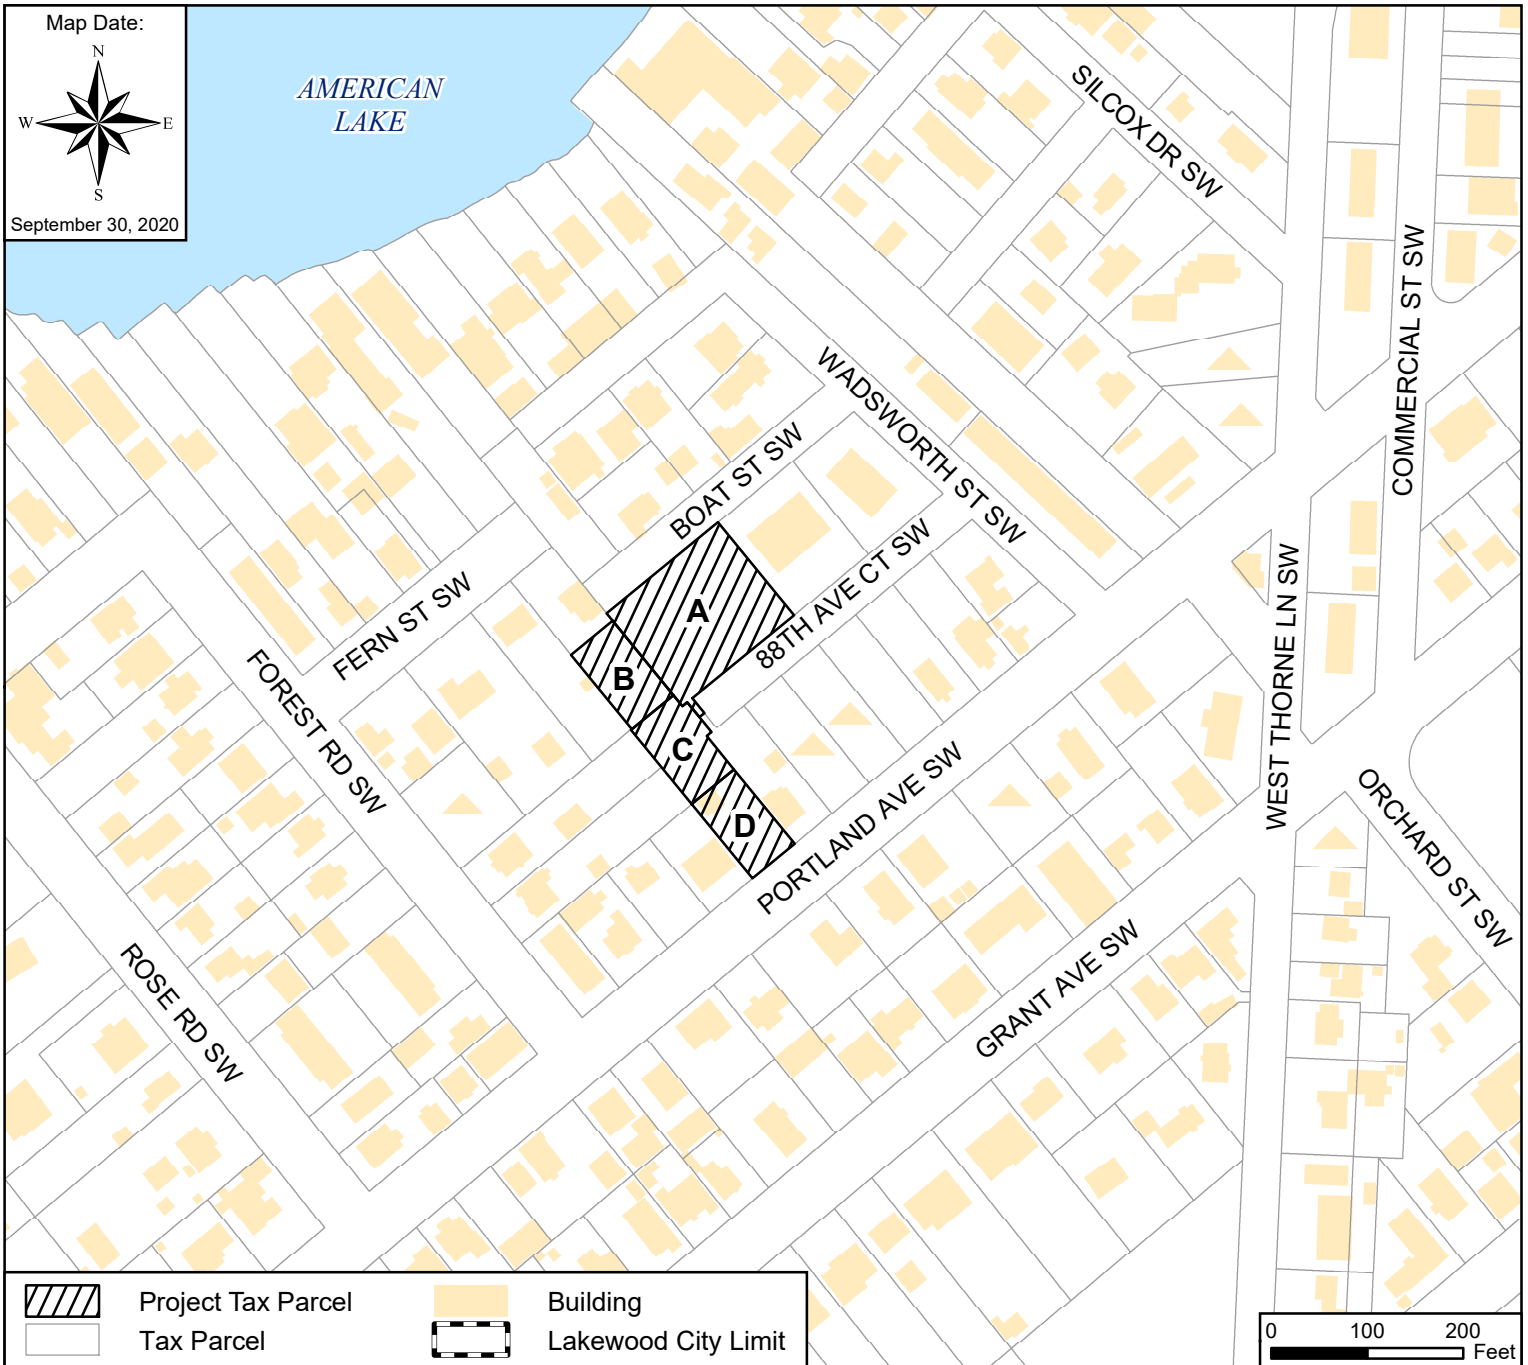 Map Date:
N
W
E
S
September 30, 2020
AMERICAN
LAKE
SILCOX DR SW
COMMERCIAL ST SW
WADSWORTH ST SW
BOAT ST SW
88TH AVE CT SW
FERN ST SW
FOREST RD SW
A
B
C
D
WEST THORNE LN SW
PORTLAND AVE SW
ORCHARD ST SW
GRANT AVE SW
ROSE RD SW
Project Tax Parcel
Tax Parcel
Building
Lakewood City Limit
0 100 200
Feet